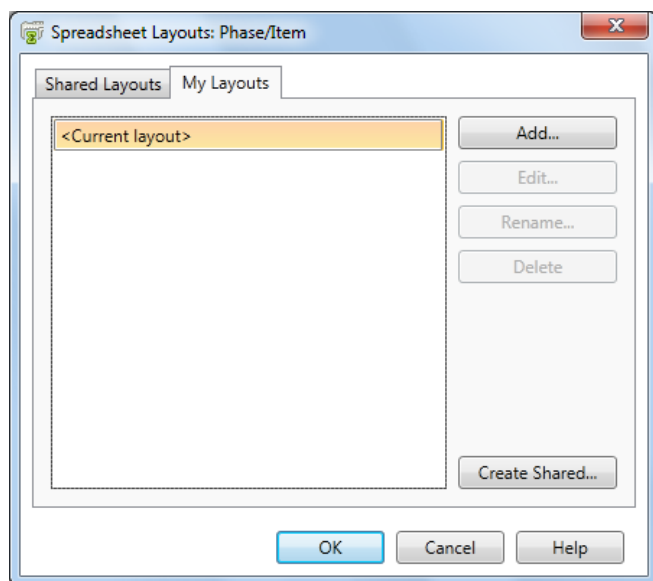 Spreadsheet Layouts: Phase/Item
Shared Layouts
My Layouts
<Current layout>
Add...
Edit...
Rename...
Delete
Create Shared...
OK
Cancel
Help